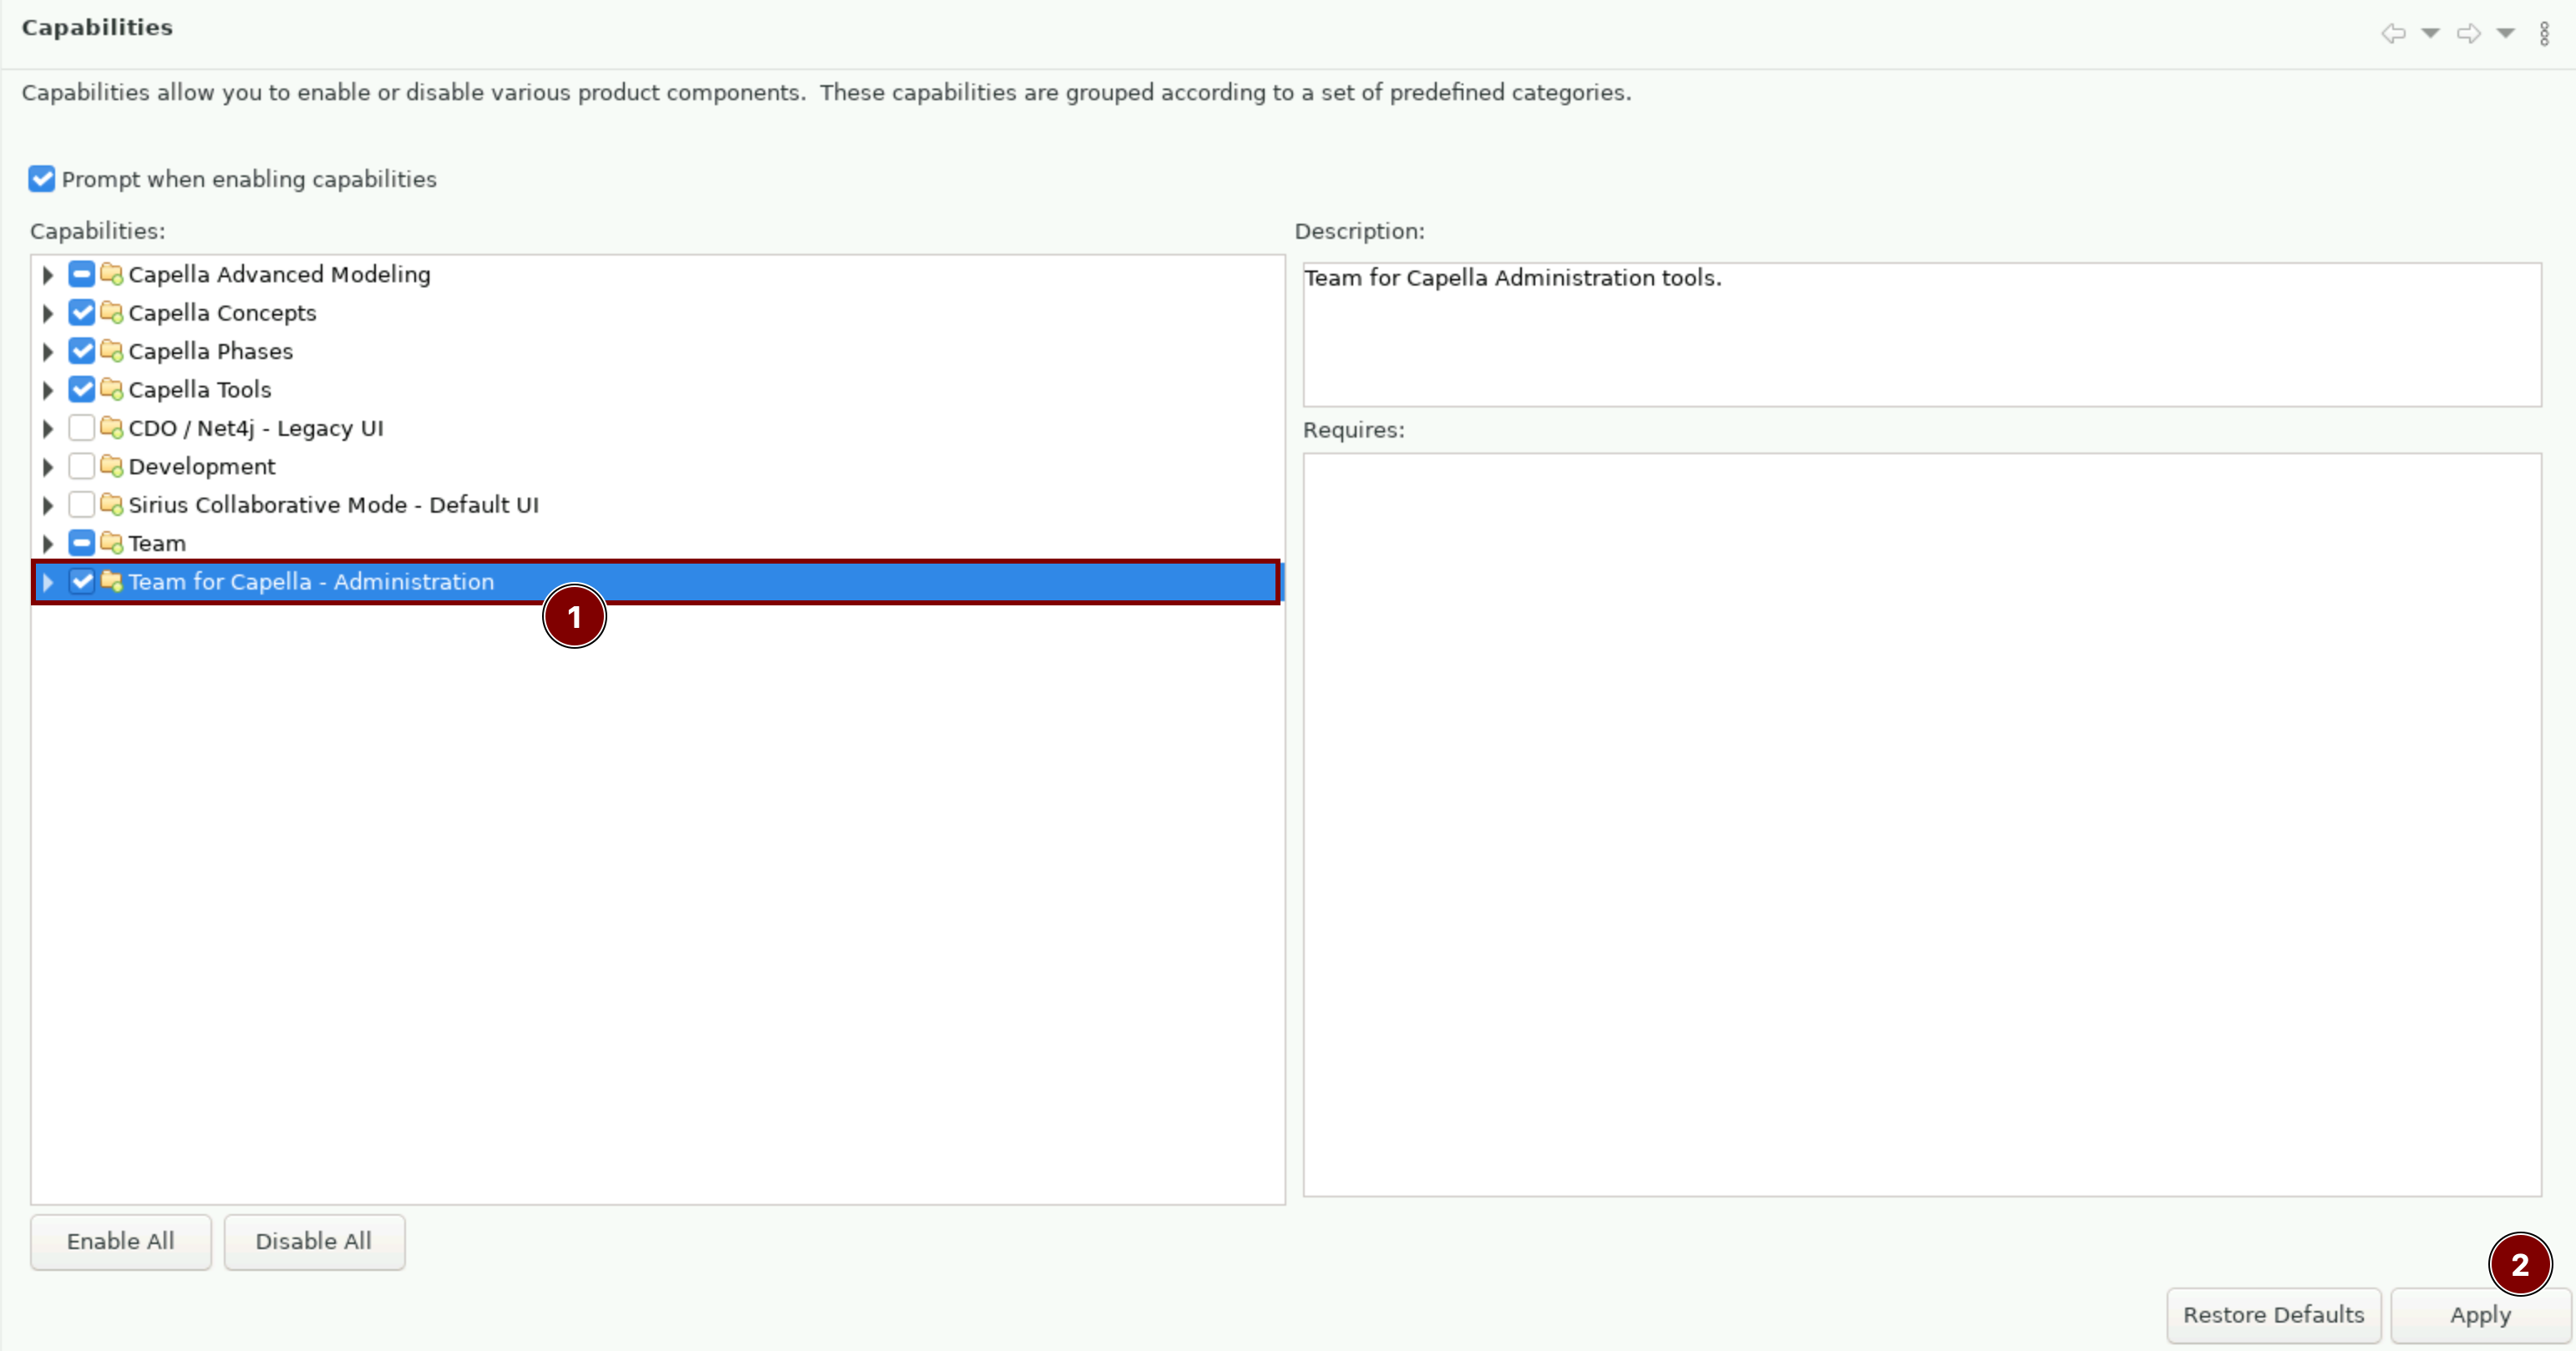 Capabilities
Capabilities allow you to enable or disable various product components.  These capabilities are grouped according to a set of predefined categories.
Prompt when enabling capabilities
Capabilities:
Capella Advanced Modeling
Capella Concepts
Capella Phases
Capella Tools
CDO / Net4j - Legacy UI
Development
Sirius Collaborative Mode - Default UI
Team
Team for Capella - Administration
1
Description:
Team for Capella Administration tools.
Requires:
Enable All
Disable All
2
Restore Defaults
Apply